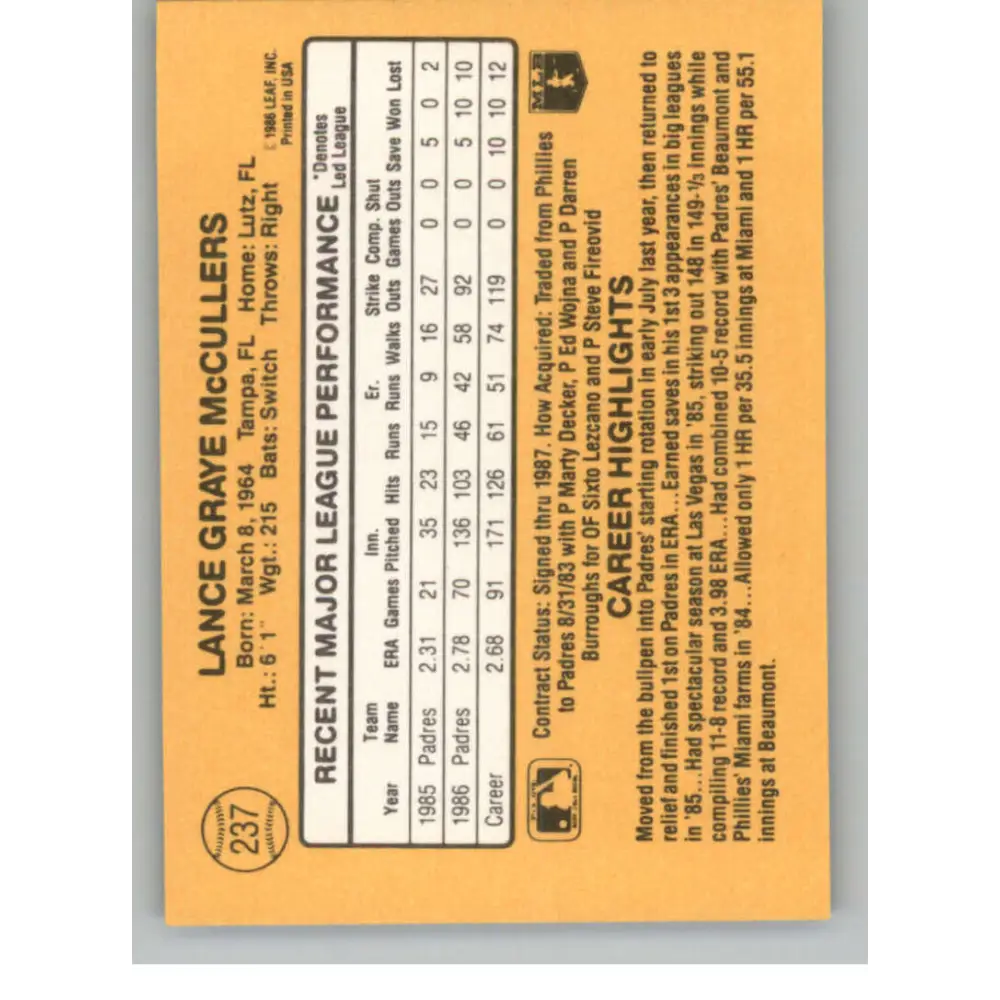 237
LANCE GRAYE McCULLERS
Born: March 8, 1964 Tampa, FL Home: Lutz, FL
Ht.: 6'1" Wgt.: 215 Bats: Switch Throws: Right
© 1986 LEAF, INC.
Printed in USA
RECENT MAJOR LEAGUE PERFORMANCE
*Denotes
Led League
Team Inn. Er. Strike Comp. Shut
Year Name ERA Games Pitched Hits Runs Runs Walks Outs Games Outs Save Won Lost
1985 Padres 2.31 21 35 23 15 9 16 27 0 0 5 0 2
1986 Padres 2.78 70 136 103 46 42 58 92 0 0 5 10 10
Career 2.68 91 171 126 61 51 74 119 0 0 10 10 12
Contract Status: Signed thru 1987. How Acquired: Traded from Phillies
to Padres 8/31/83 with P Marty Decker, P Ed Wojna and P Darren
Burroughs for OF Sixto Lezcano and P Steve Fireovid
MLB
CAREER HIGHLIGHTS
Moved from the bullpen into Padres' starting rotation in early July last year, then returned to
relief and finished 1st on Padres in ERA...Earned saves in his 1st 3 appearances in big leagues
in '85...Had spectacular season at Las Vegas in '85, striking out 148 in 149-1/3 innings while
compiling 11-8 record and 3.98 ERA...Had combined 10-5 record with Padres' Beaumont and
Phillies' Miami farms in '84...Allowed only 1 HR per 35.5 innings at Miami and 1 HR per 55.1
innings at Beaumont.